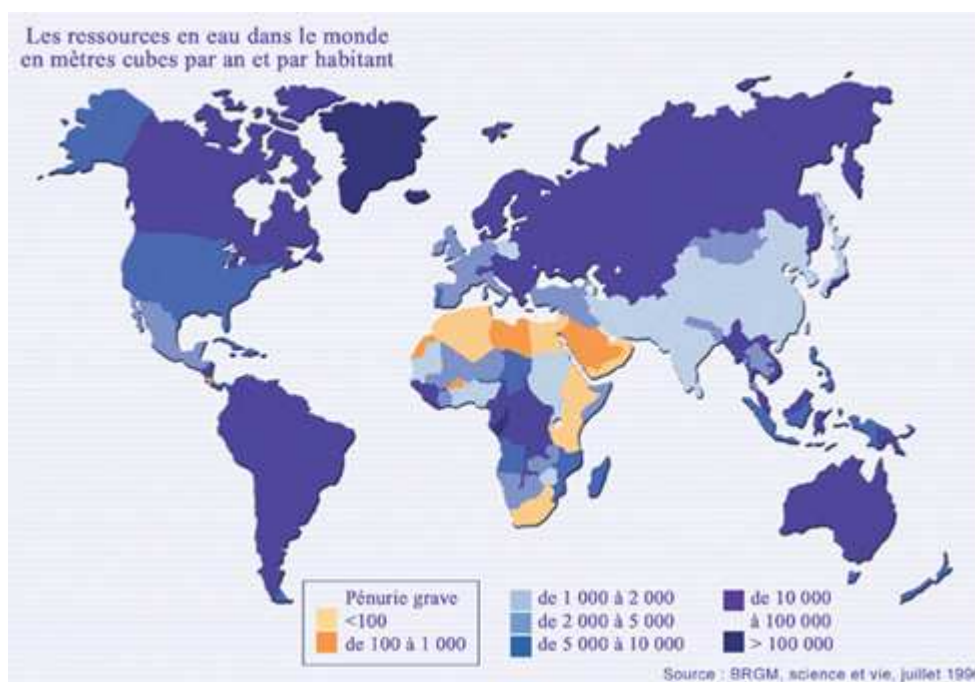 Les ressources en eau dans le monde
en mètres cubes par an et par habitant
Pénurie grave
<100
de 100 à 1 000
de 1 000 à 2 000
de 2 000 à 5 000
de 5 000 à 10 000
de 10 000
à 100 000
> 100 000
Source : BRGM, science et vie, juillet